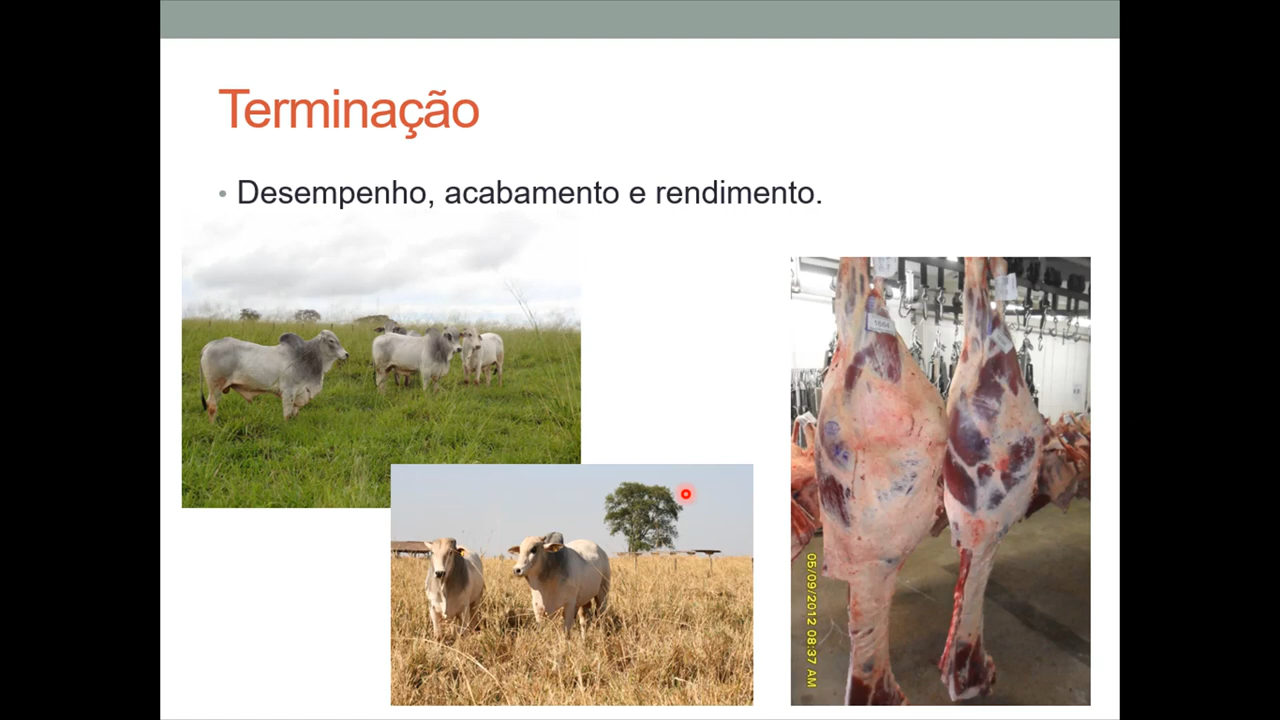 Terminação
• Desempenho, acabamento e rendimento.
05/09/2012 08:37 AM